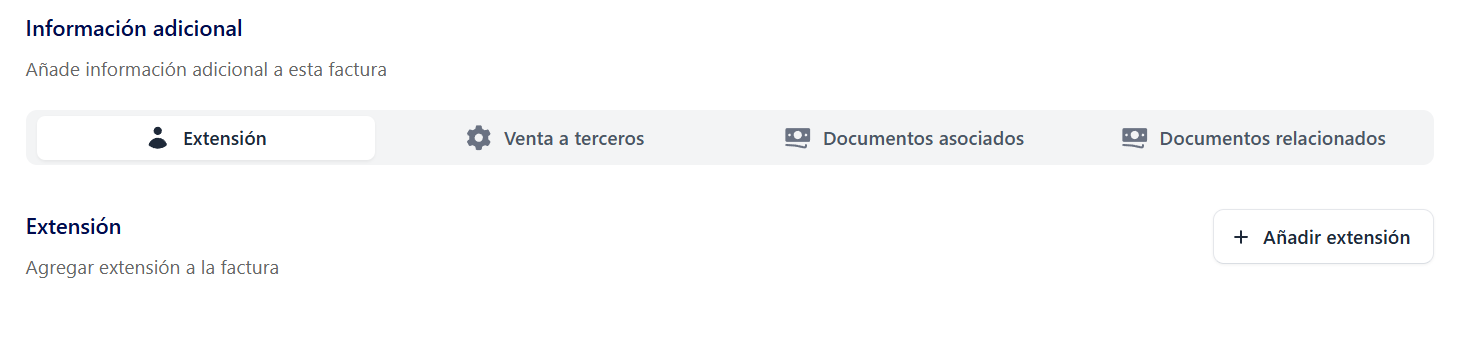 Información adicional
Añade información adicional a esta factura
Extensión
Venta a terceros
Documentos asociados
Documentos relacionados
Extensión
Añadir extensión
Agregar extensión a la factura